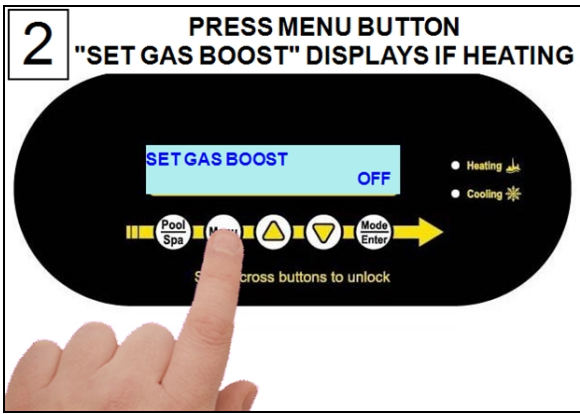 2
PRESS MENU BUTTON
"SET GAS BOOST" DISPLAYS IF HEATING
SET GAS BOOST
OFF
Heating
Cooling
Pool
Spa
Mode
Enter
cross buttons to unlock